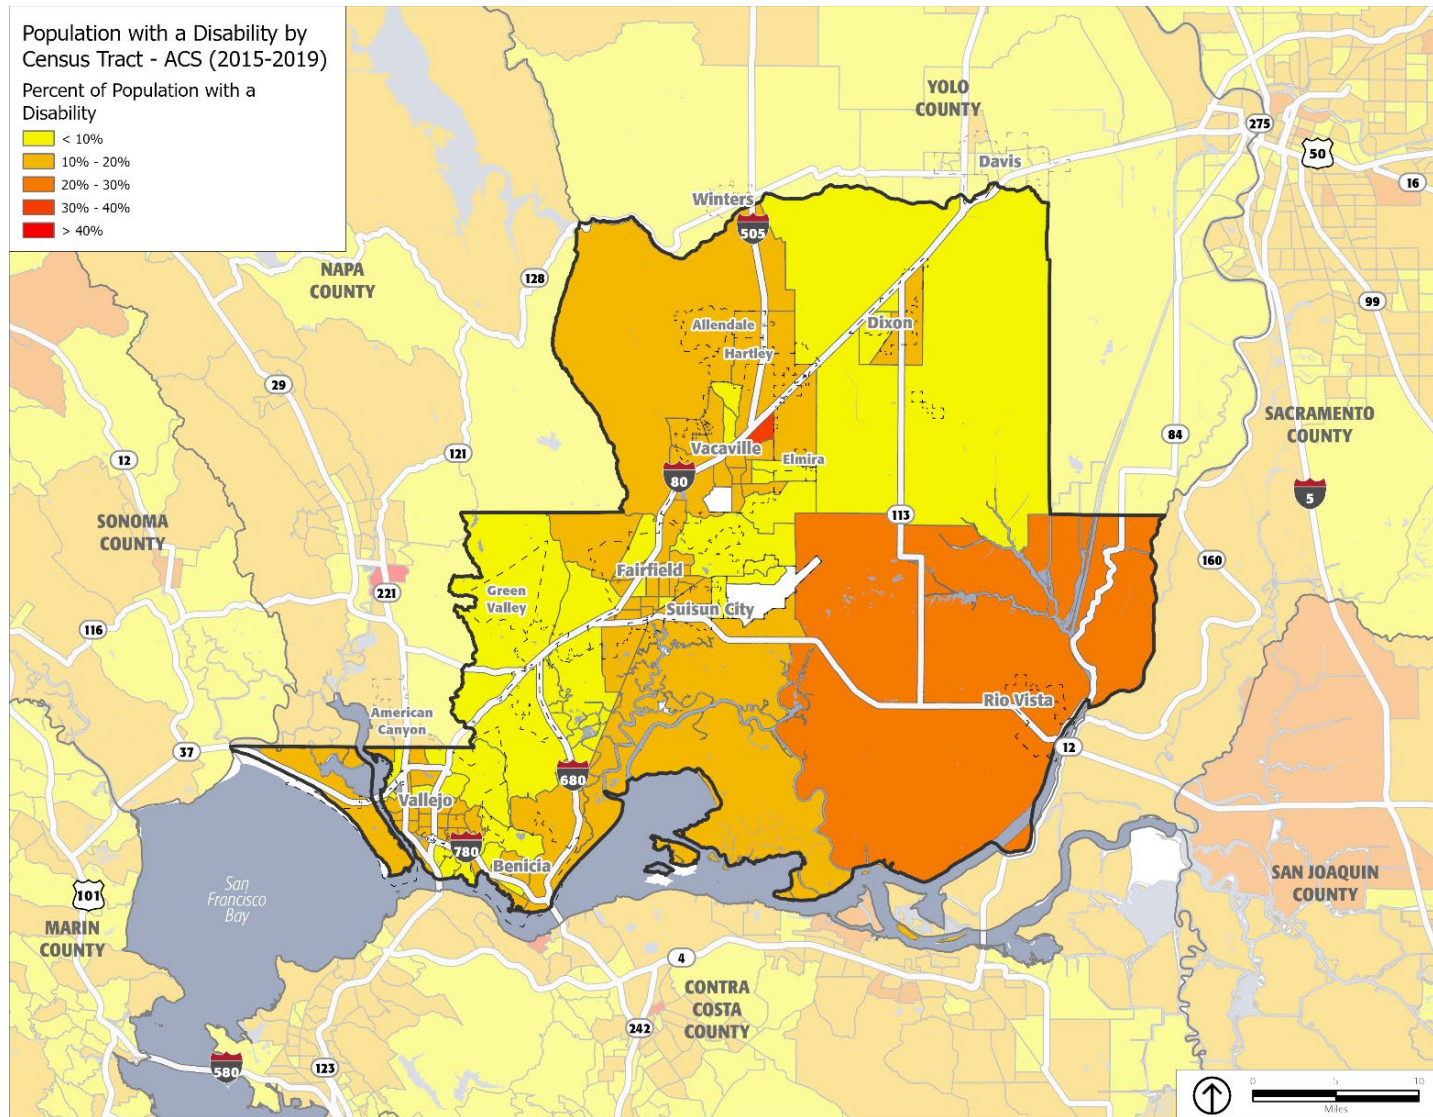 Population with a Disability by
Census Tract - ACS (2015-2019)
Percent of Population with a
Disability
< 10%
10% - 20%
20% - 30%
30% - 40%
> 40%
YOLO
COUNTY
275
50
Davis
16
Winters
505
NAPA
COUNTY
128
99
Allendale
Dixon
Hartley
29
SACRAMENTO
COUNTY
84
12
121
Vacaville
Elmira
80
5
SONOMA
COUNTY
113
160
Fairfield
221
Green
Valley
Suisun City
116
Rio Vista
American
Canyon
37
12
680
Vallejo
780
Benicia
101
San
Francisco
Bay
SAN JOAQUIN
COUNTY
MARIN
COUNTY
4
CONTRA
COSTA
COUNTY
242
580
123
0 5 10
Miles